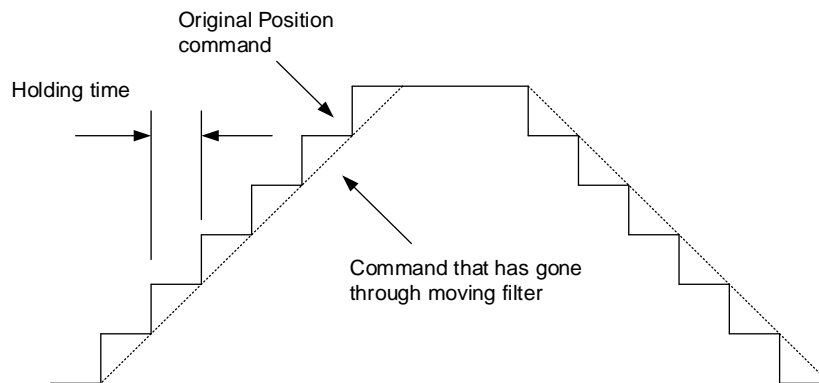 Original Position
command
Holding time
Command that has gone
through moving filter